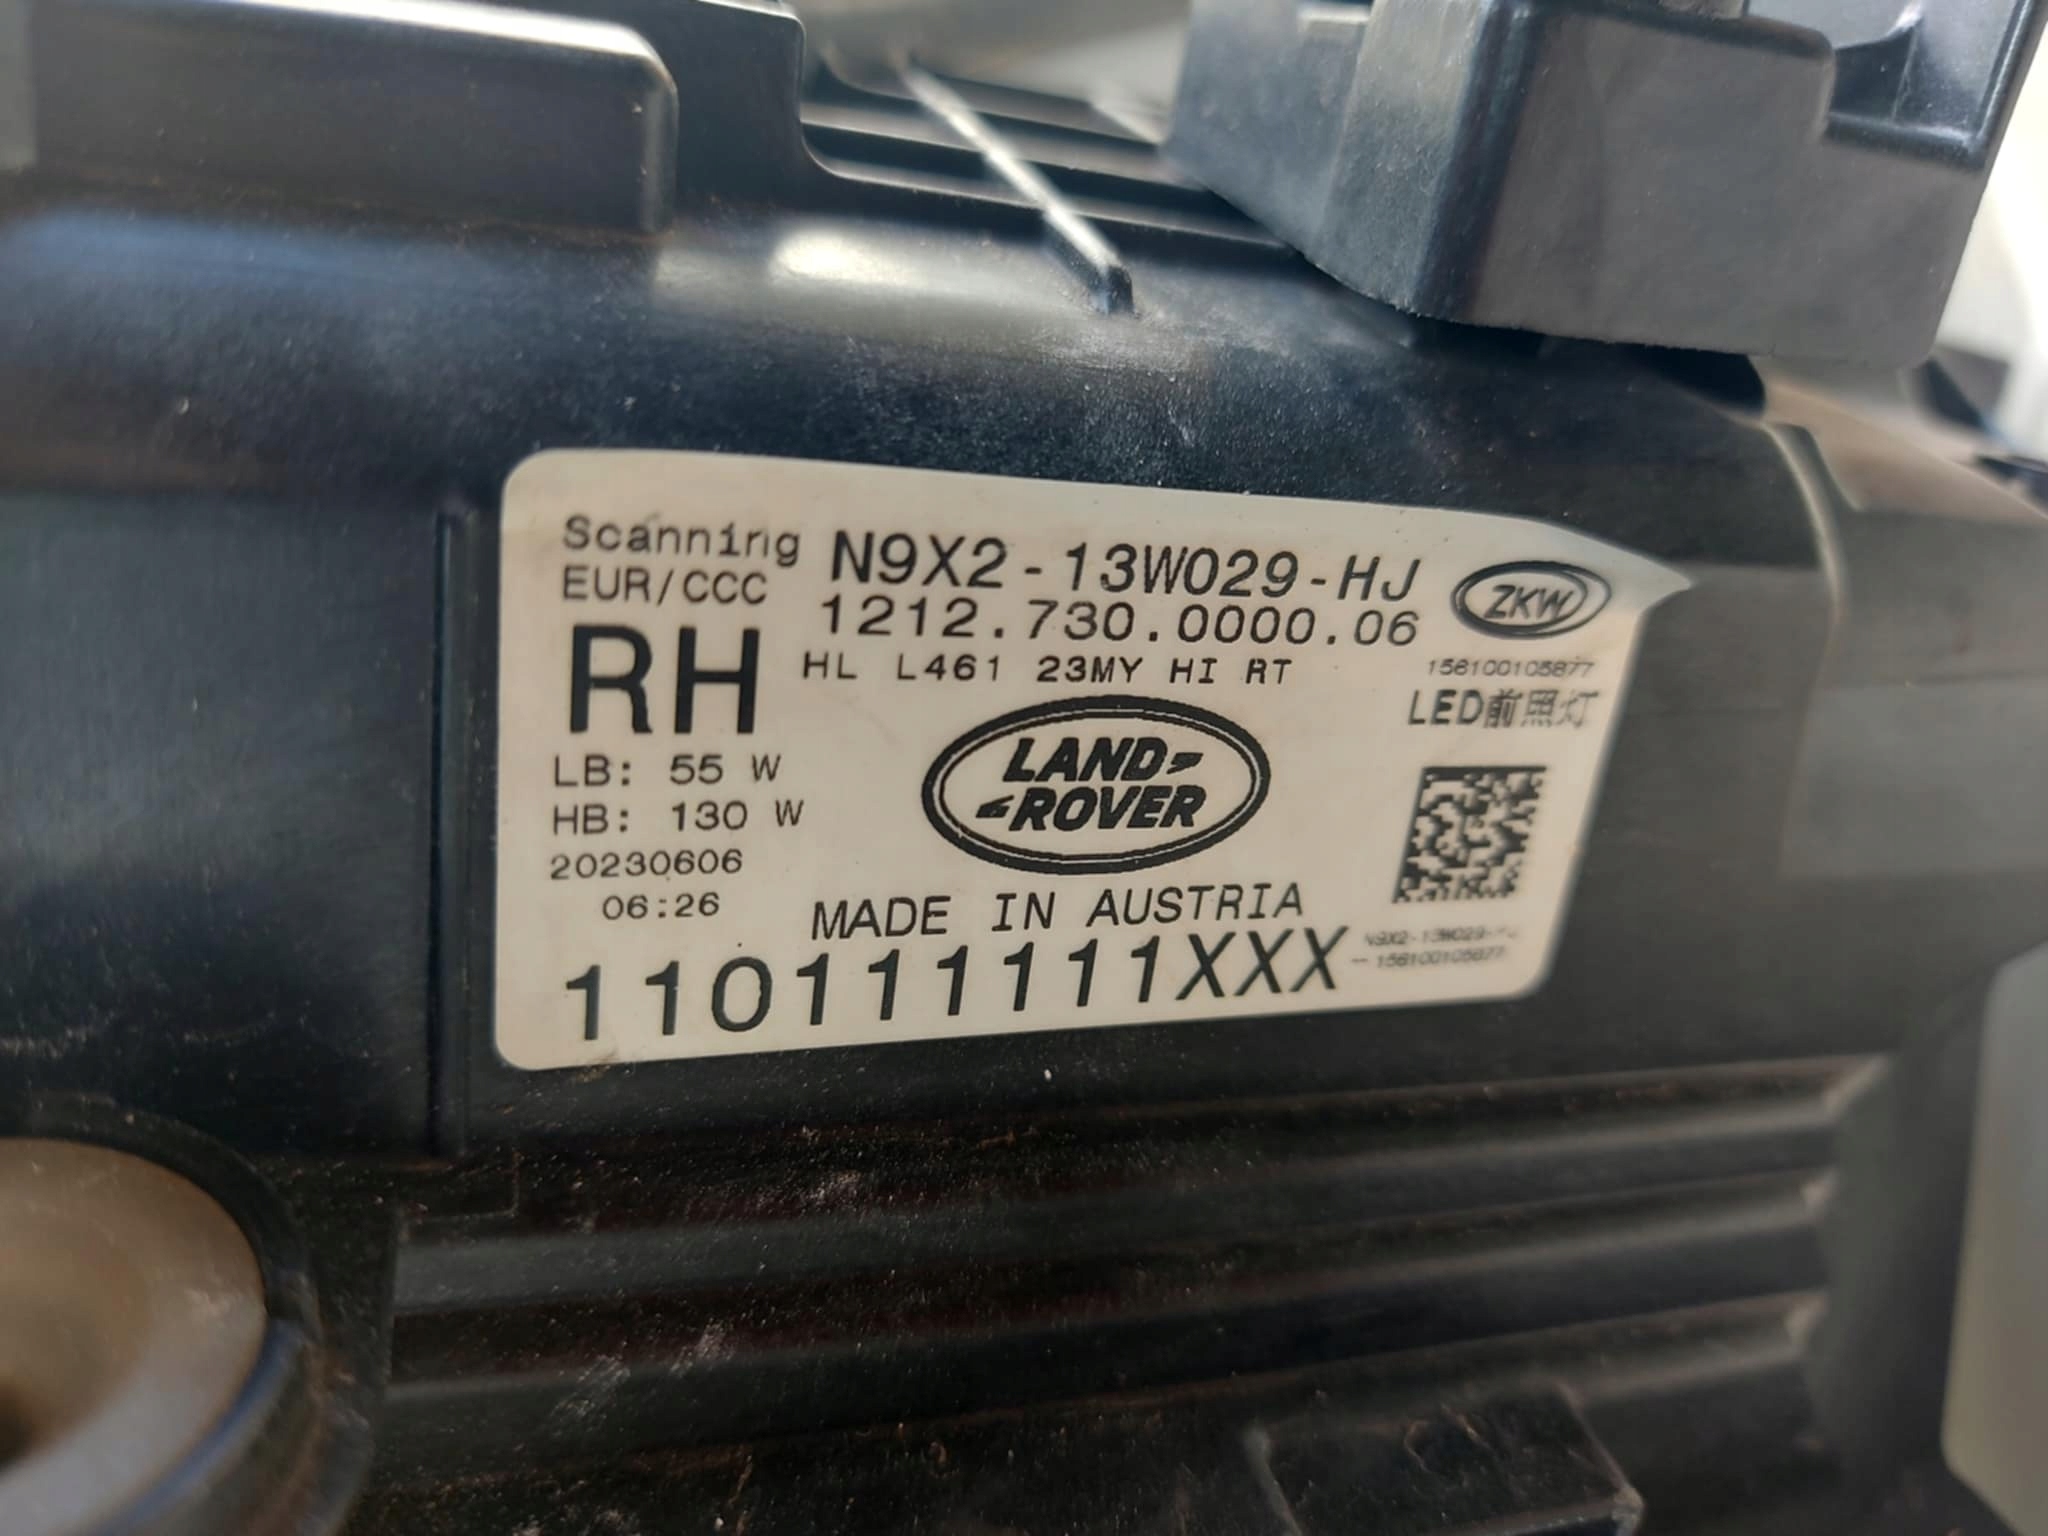 Scanning N9X2-13W029-HJ
EUR/CCC 1212.730.0000.06
ZKW
RH HL L461 23MY HI RT
156100105877
LED前照灯
LAND
ROVER
LB: 55 W
HB: 130 W
20230606
06:26
MADE IN AUSTRIA
110111111XXX
N9X2-13W029-HJ
156100105877